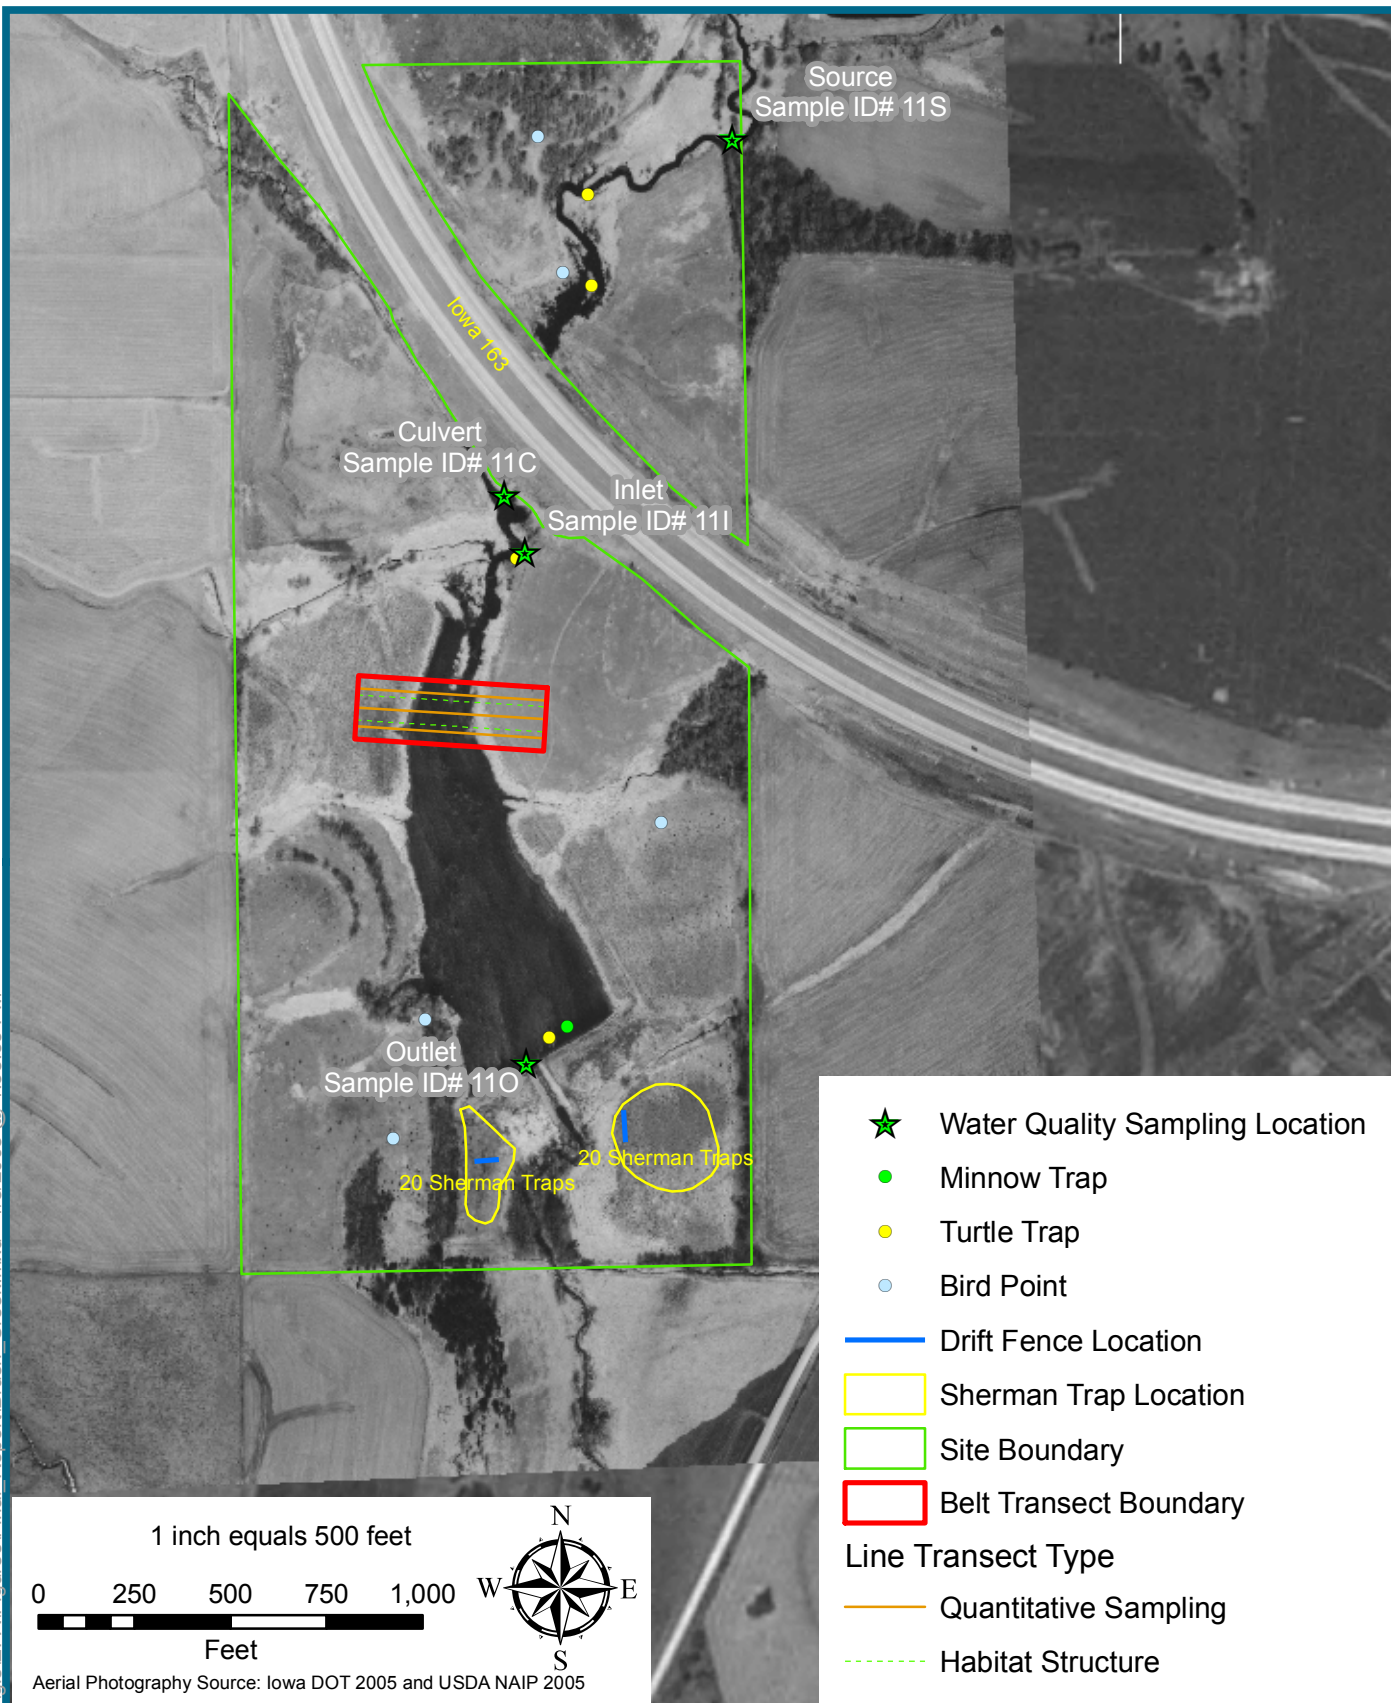 Source
Sample ID# 11S
Iowa 163
Culvert
Sample ID# 11C
Inlet
Sample ID# 11I
Outlet
Sample ID# 11O
20 Sherman Traps
20 Sherman Traps
Water Quality Sampling Location
Minnow Trap
Turtle Trap
Bird Point
Drift Fence Location
Sherman Trap Location
Site Boundary
Belt Transect Boundary
Line Transect Type
Quantitative Sampling
Habitat Structure
1 inch equals 500 feet
0 250 500 750 1,000
Feet
N
W E
S
Aerial Photography Source: Iowa DOT 2005 and USDA NAIP 2005